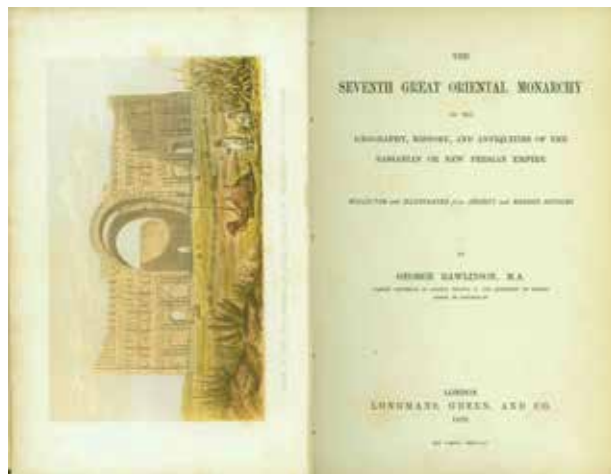 THE
SEVENTH GREAT ORIENTAL MONARCHY
OR THE
GEOGRAPHY, HISTORY, AND ANTIQUITIES OF THE
SASSANIAN OR NEW PERSIAN EMPIRE
COLLECTED and ILLUSTRATED from ANCIENT and MODERN SOURCES
BY
GEORGE RAWLINSON, M.A.
LONDON
LONGMANS, GREEN, AND CO.